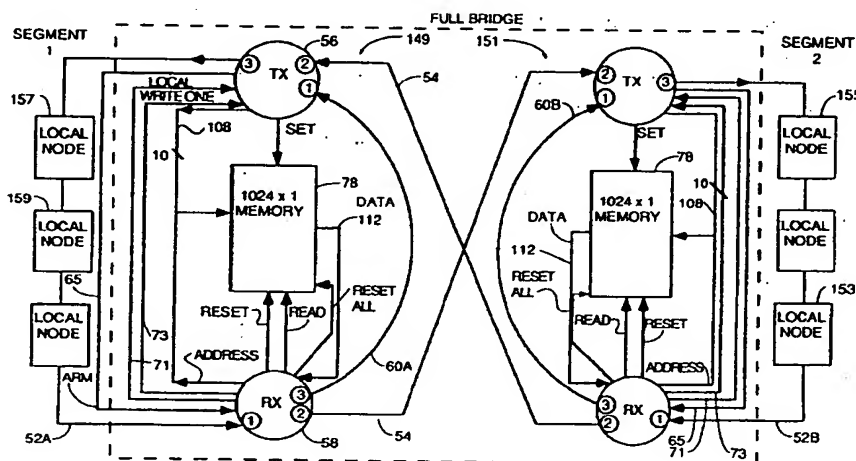 FULL BRIDGE
SEGMENT
1
SEGMENT
2
56
149
151
3
2
TX
1
2
TX
3
1
157
LOCAL
WRITE ONE
54
60B
155
LOCAL
NODE
108
SET
SET
LOCAL
NODE
10
78
78
10
108
159
1024 x 1
MEMORY
DATA
112
DATA
112
1024 x 1
MEMORY
LOCAL
NODE
LOCAL
NODE
65
RESET
ALL
RESET
READ
RESET
ALL
READ
RESET
153
LOCAL
NODE
73
LOCAL
NODE
ARM
71
ADDRESS
60A
ADDRESS
1
RX
3
2
3
2
RX
1
52A
58
54
65
71
73
52B